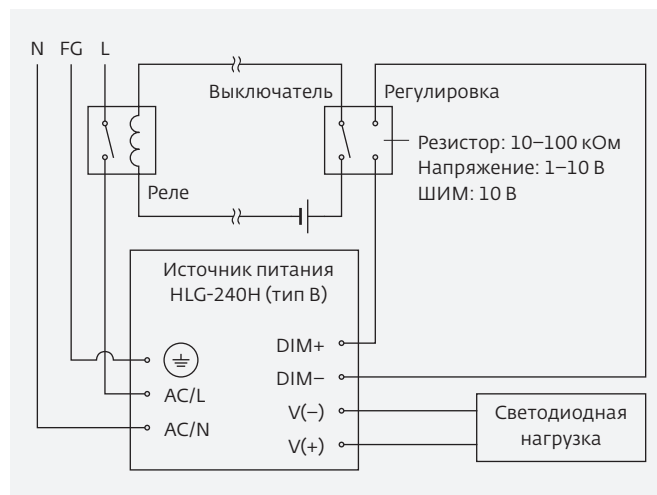 N FG L
Выключатель
Регулировка
Резистор: 10–100 кОм
Напряжение: 1–10 В
ШИМ: 10 В
Реле
Источник питания
HLG-240H (тип B)
DIM+
DIM–
AC/L
V(–)
AC/N
V(+)
Светодиодная
нагрузка